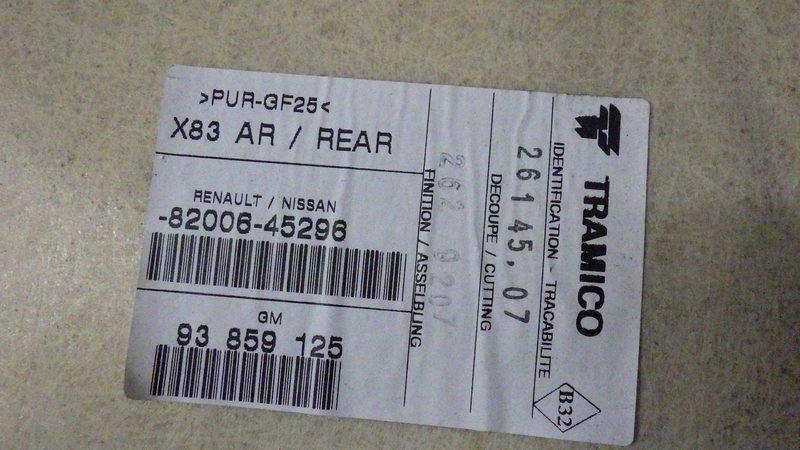 >PUR-GF25<
X83 AR / REAR
RENAULT / NISSAN
-82006-45296
GM
93 859 125
TRAMICO
IDENTIFICATION - TRACABILITE
26145.07
DECOUPE / CUTTING
FINITION / ASSELBLING
B32